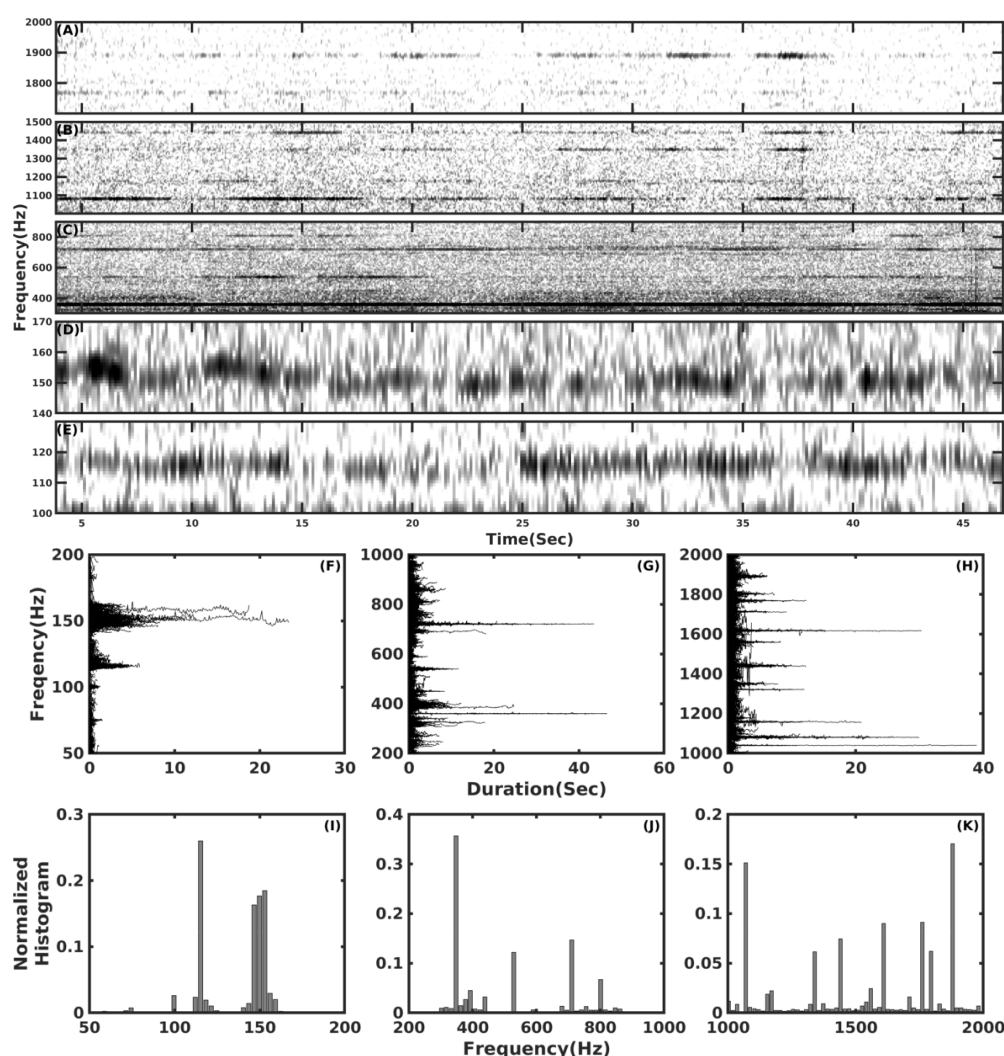 2000 (A)
1900
1800
1500 (B)
1400
1300
1200
1100
(C)
800
600
400
170 (D)
160
150
140
(E)
120
110
100
Frequency(Hz)
5 10 15 20 25 30 35 40 45
Time(Sec)
200 (F)
150
100
50
0 10 20 30
Freqency(Hz)
1000 (G)
800
600
400
200
0 20 40 60
2000 (H)
1800
1600
1400
1200
1000
0 20 40
Duration(Sec)
0.3 (I)
0.2
0.1
0
50 100 150 200
Normalized
Histogram
0.4 (J)
0.3
0.2
0.1
0
200 400 600 800 1000
0.2 (K)
0.15
0.1
0.05
0
1000 1500 2000
Frequency(Hz)